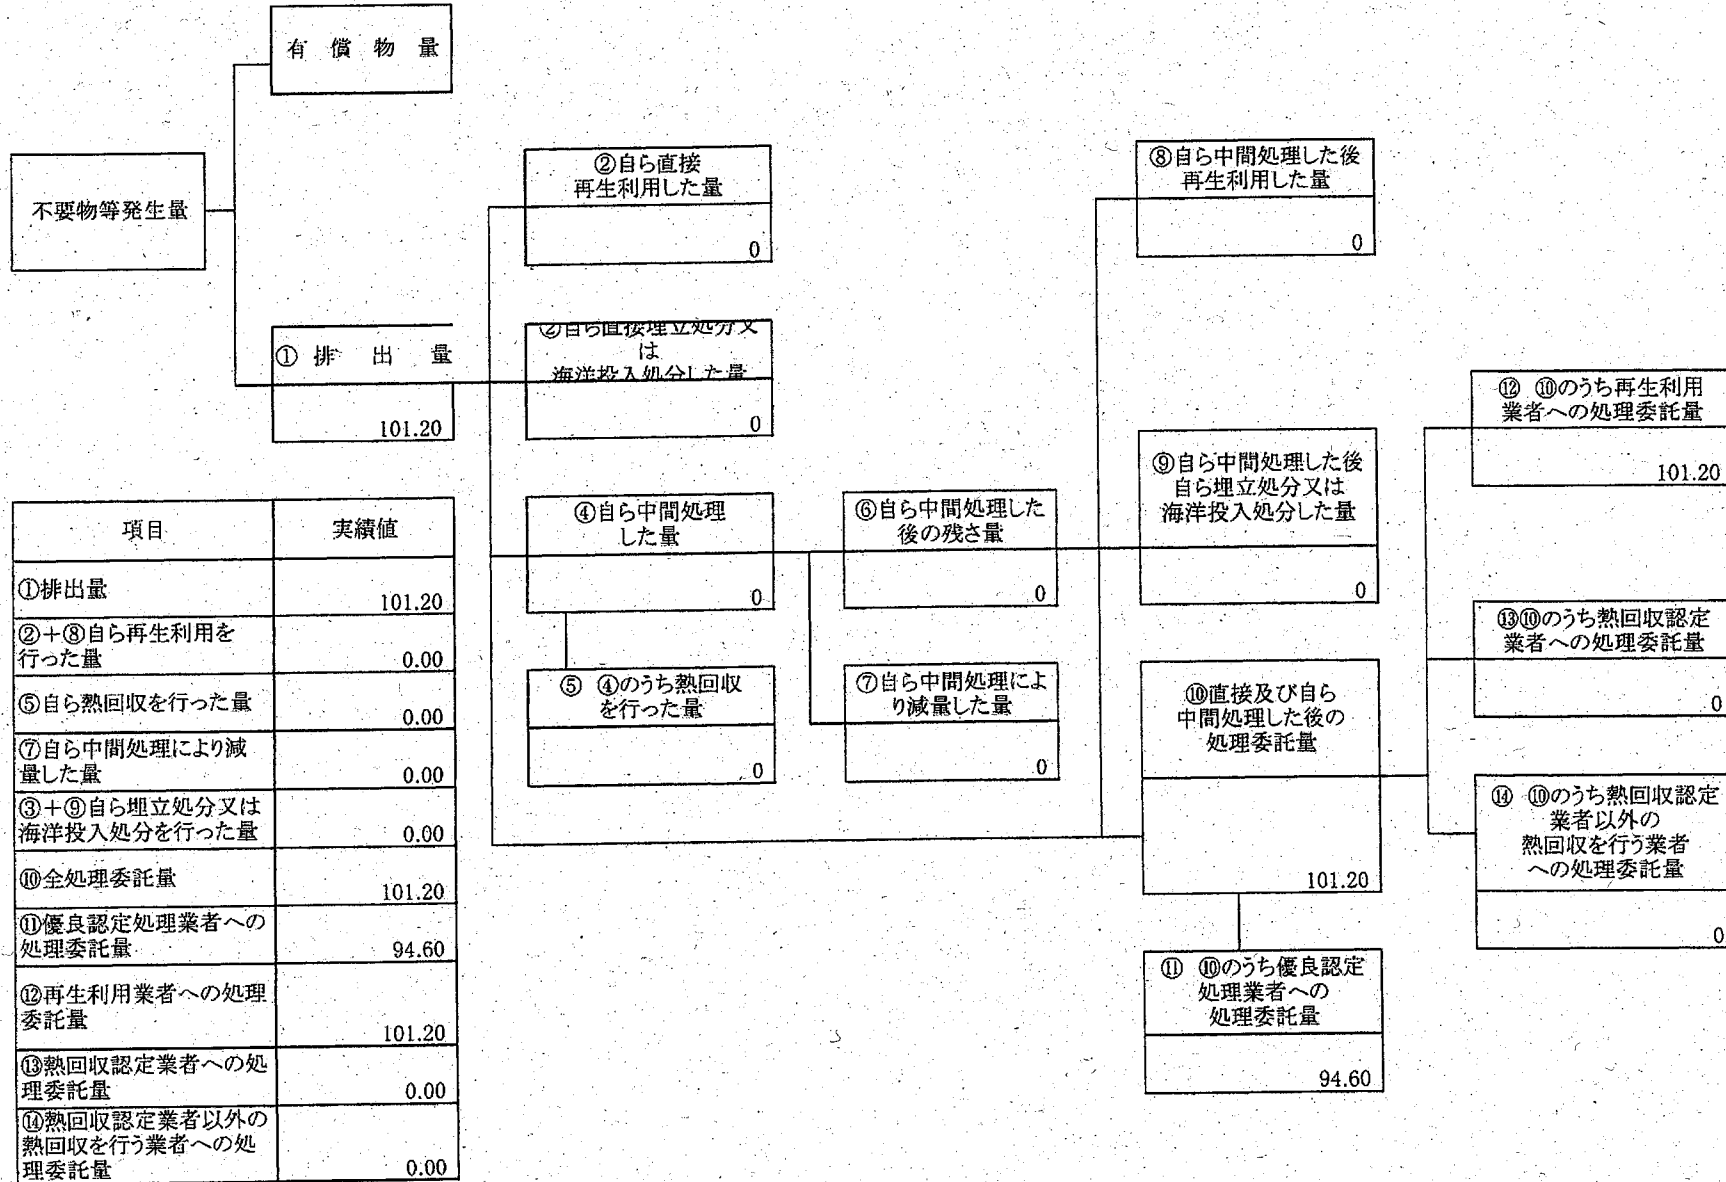 有償物量
不要物等発生量
①排出量
101.20
②自ら直接
再生利用した量
0
②自ら直接埋立処分又
は
海洋投入処分した量
0
④自ら中間処理
した量
0
⑤ ④のうち熱回収
を行った量
0
⑥自ら中間処理した
後の残さ量
0
⑦自ら中間処理によ
り減量した量
0
⑧自ら中間処理した後
再生利用した量
0
⑨自ら中間処理した後
自ら埋立処分又は
海洋投入処分した量
0
⑩直接及び自ら
中間処理した後の
処理委託量
101.20
⑪ ⑩のうち優良認定
処理業者への
処理委託量
94.60
⑫ ⑩のうち再生利用
業者への処理委託量
101.20
⑬⑩のうち熱回収認定
業者への処理委託量
0
⑭ ⑩のうち熱回収認定
業者以外の
熱回収を行う業者
への処理委託量
0
項目 実績値
①排出量
101.20
②+⑧自ら再生利用を
行った量 0.00
⑤自ら熱回収を行った量
0.00
⑦自ら中間処理により減
量した量 0.00
③+⑨自ら埋立処分又は
海洋投入処分を行った量 0.00
⑩全処理委託量
101.20
⑪優良認定処理業者への
処理委託量 94.60
⑫再生利用業者への処理
委託量
101.20
⑬熱回収認定業者への処
理委託量 0.00
⑭熱回収認定業者以外の
熱回収を行う業者への処
理委託量 0.00